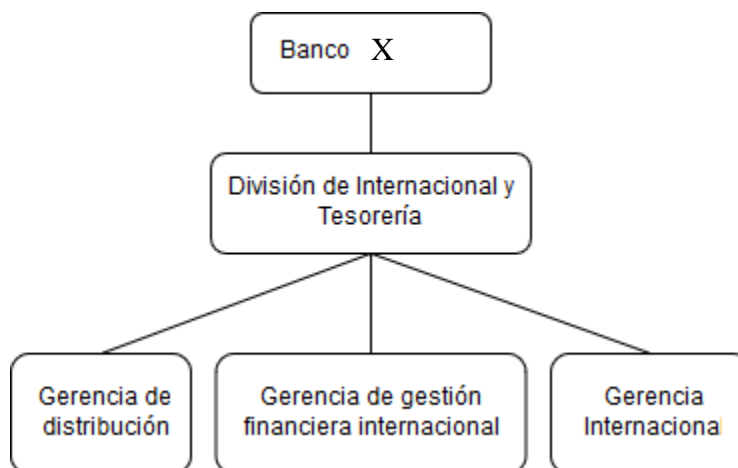 Banco X
División de Internacional y
Tesorería
Gerencia de
distribución
Gerencia de gestión
financiera internacional
Gerencia
Internacional